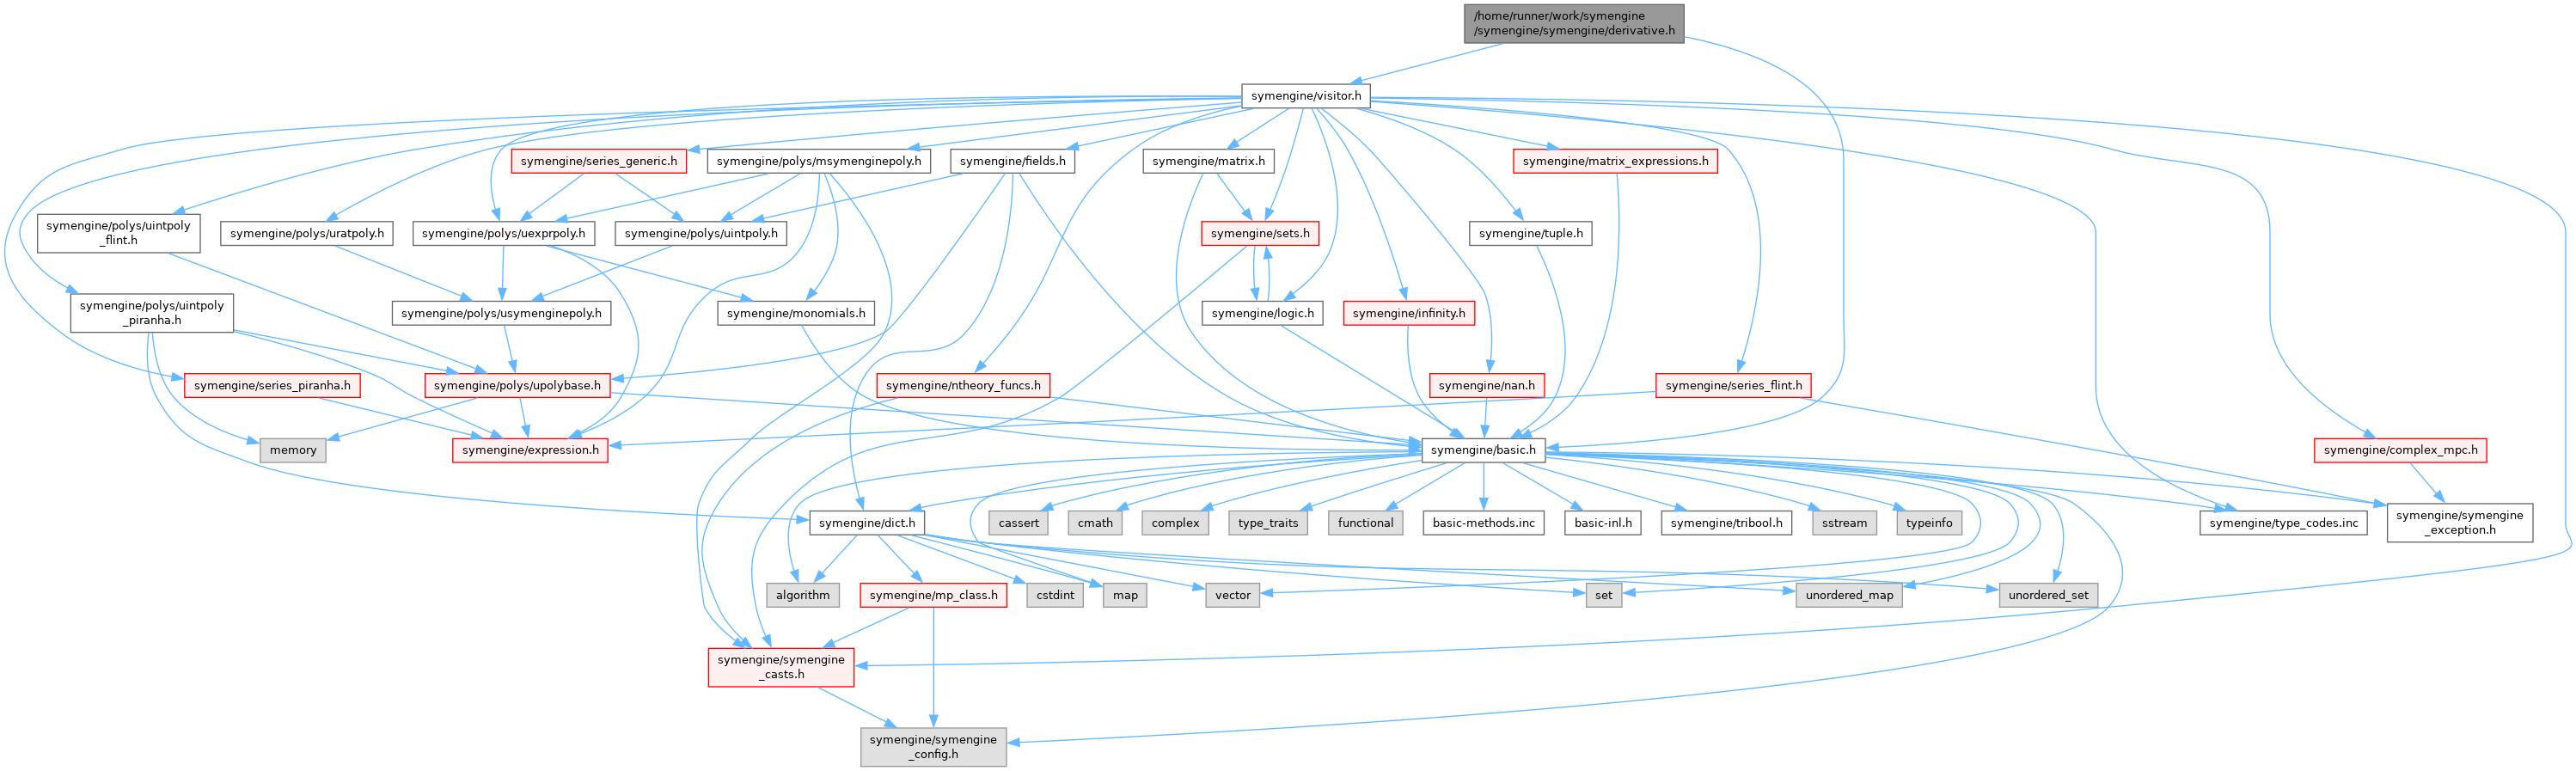 /home/runner/work/symengine
/symengine/symengine/derivative.h
symengine/visitor.h
symengine/series_generic.h
symengine/polys/msymenginepoly.h
symengine/fields.h
symengine/matrix.h
symengine/matrix_expressions.h
symengine/polys/uintpoly
_flint.h
symengine/polys/uratpoly.h
symengine/polys/uexprpoly.h
symengine/polys/uintpoly.h
symengine/sets.h
symengine/tuple.h
symengine/polys/uintpoly
_piranha.h
symengine/polys/usymenginepoly.h
symengine/monomials.h
symengine/logic.h
symengine/infinity.h
symengine/series_piranha.h
symengine/polys/upolybase.h
symengine/ntheory_funcs.h
symengine/nan.h
symengine/series_flint.h
memory
symengine/expression.h
symengine/basic.h
symengine/complex_mpc.h
symengine/dict.h
cassert
cmath
complex
type_traits
functional
basic-methods.inc
basic-inl.h
symengine/tribool.h
sstream
typeinfo
symengine/type_codes.inc
symengine/symengine
_exception.h
algorithm
symengine/mp_class.h
cstdint
map
vector
set
unordered_map
unordered_set
symengine/symengine
_casts.h
symengine/symengine
_config.h